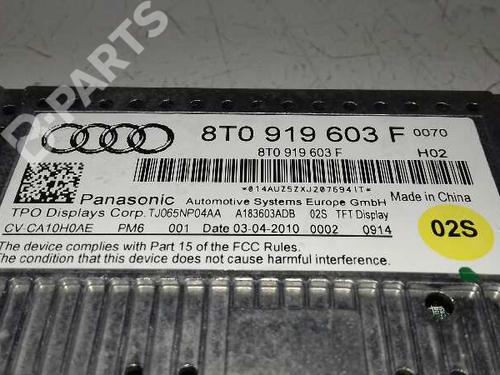 B-PARTS
8T0 919 603 F 0070
8T0 919 603 F H02
*014AUZ5ZXJ2076941T*
Panasonic Automotive Systems Europe GmbH Made in China
TPO Displays Corp. TJ065NP04AA A183603ADB 02S TFT Display
CV-CA10H0AE PM6 001 Date 03-04-2010 0002 0914
02S
The device complies with Part 15 of the FCC Rules.
The condition that this device does not cause harmful interference.